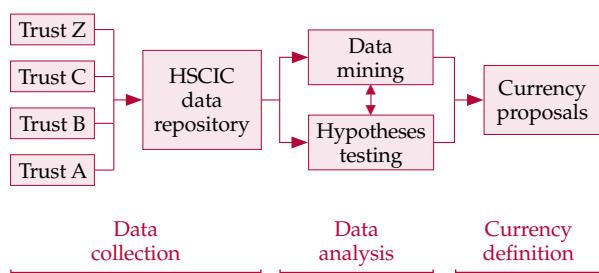 Trust Z
Trust C
Trust B
Trust A
HSCIC
data
repository
Data
mining
Hypotheses
testing
Currency
proposals
Data
collection
Data
analysis
Currency
definition